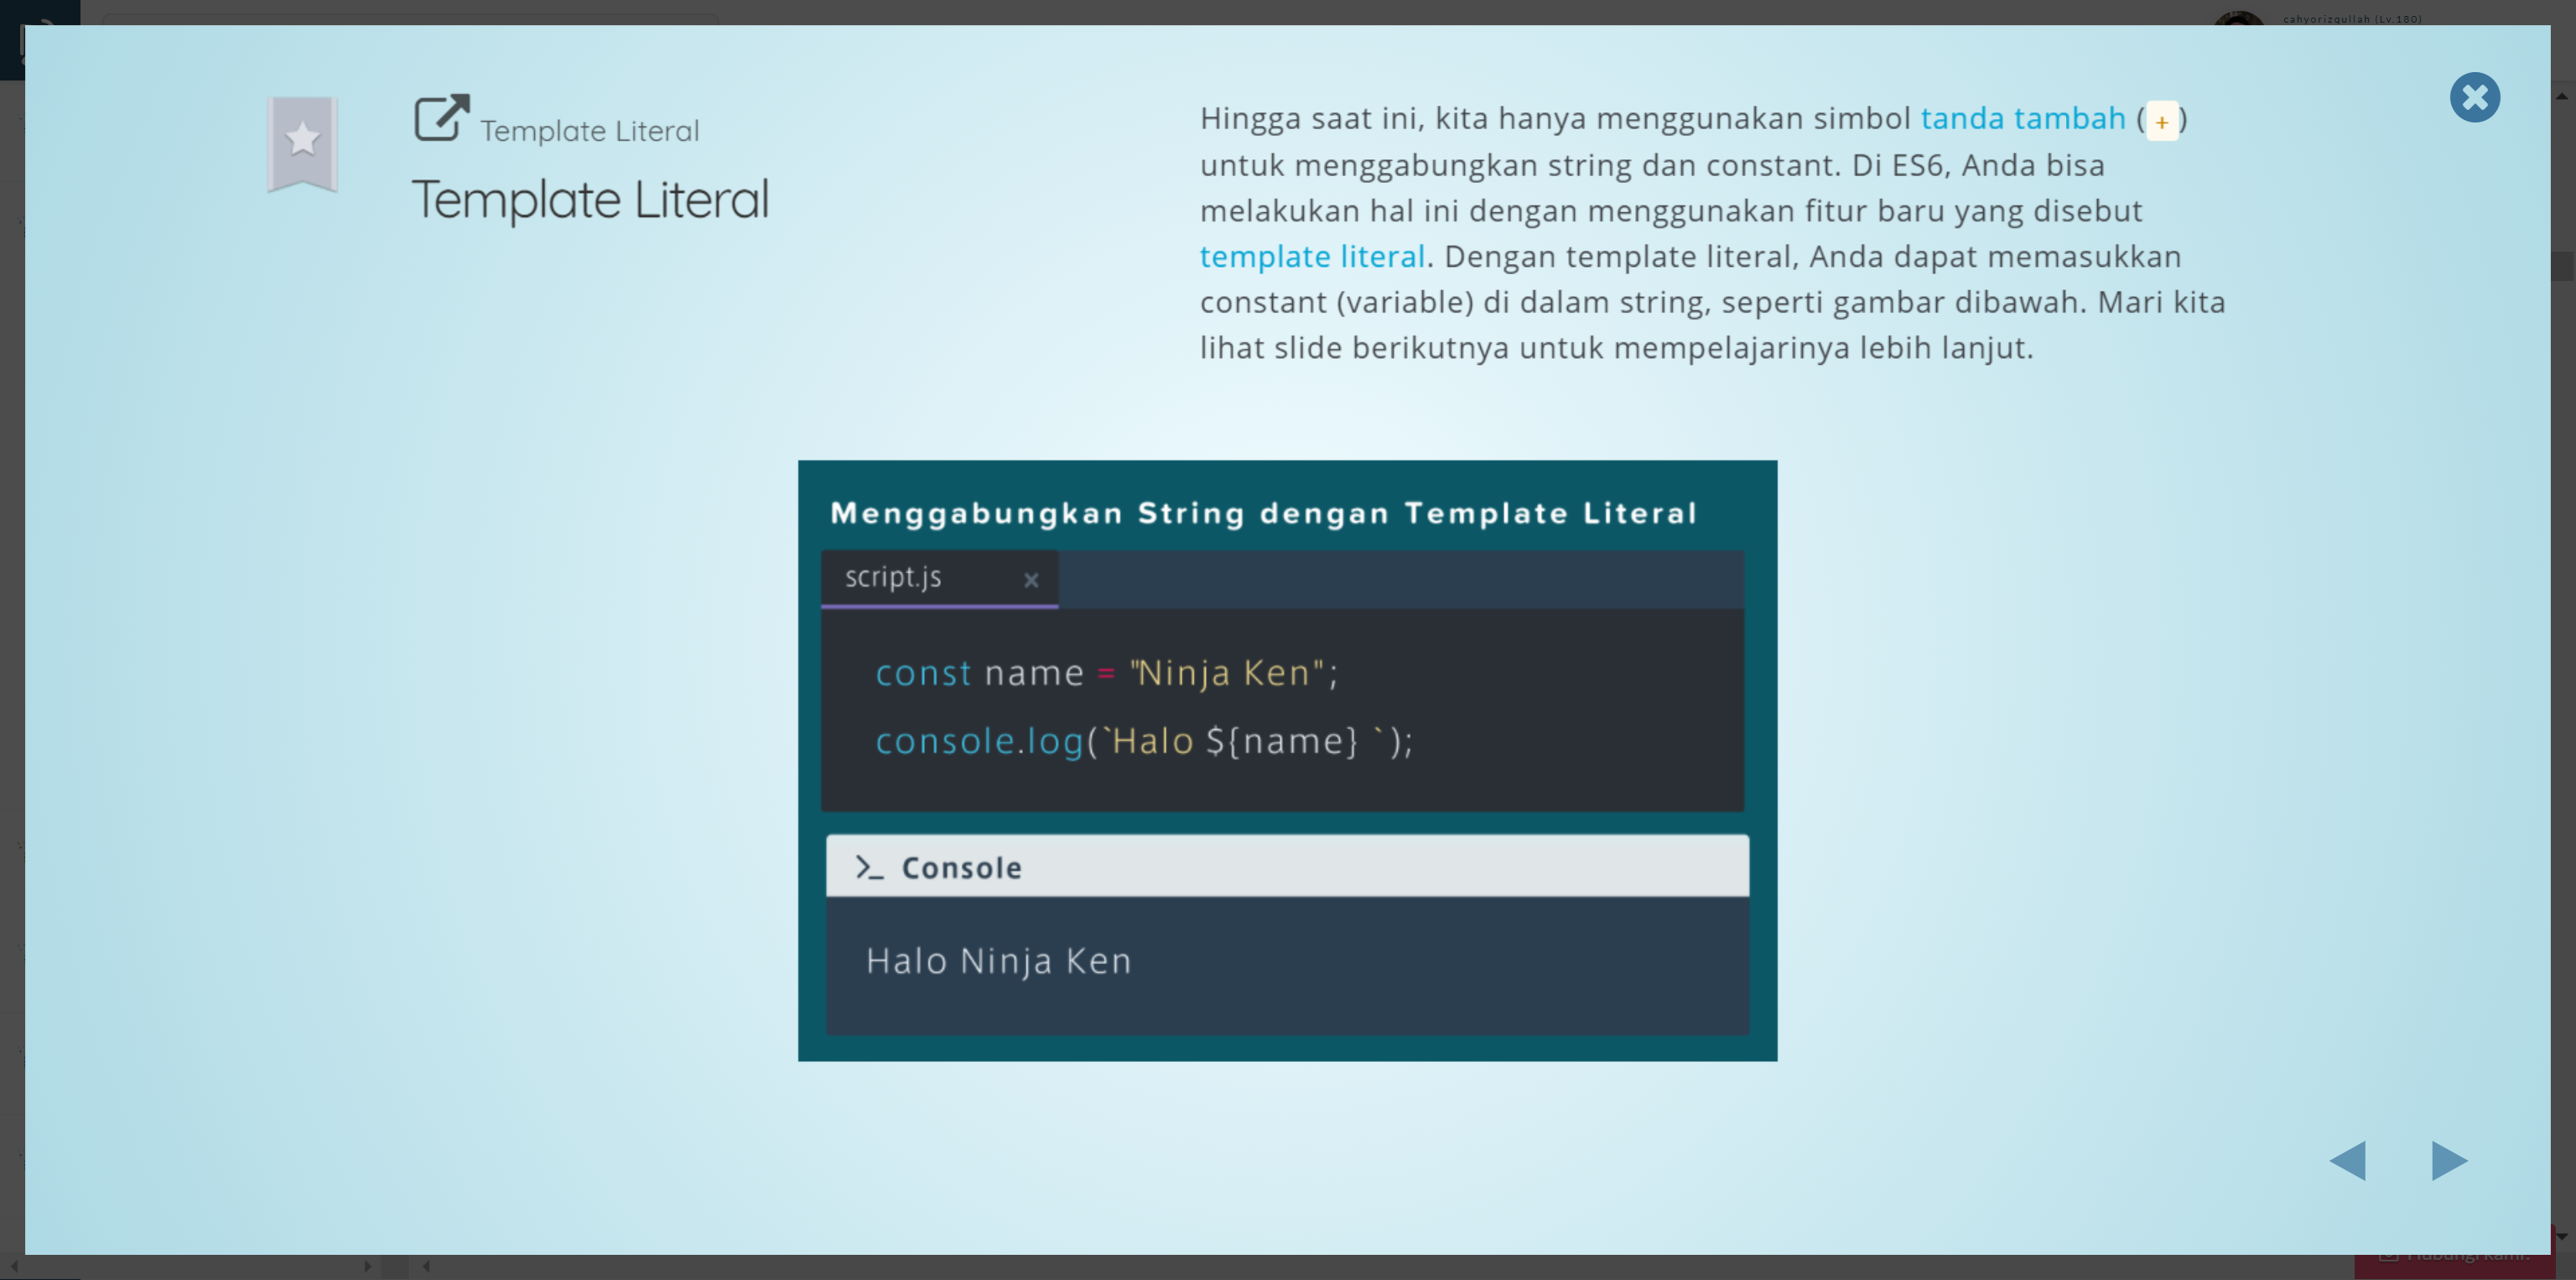 cahyorizqullah (Lv.180)
Template Literal
Template Literal
Hingga saat ini, kita hanya menggunakan simbol tanda tambah (+)
untuk menggabungkan string dan constant. Di ES6, Anda bisa
melakukan hal ini dengan menggunakan fitur baru yang disebut
template literal. Dengan template literal, Anda dapat memasukkan
constant (variable) di dalam string, seperti gambar dibawah. Mari kita
lihat slide berikutnya untuk mempelajarinya lebih lanjut.
Menggabungkan String dengan Template Literal
script.js x
const name = "Ninja Ken";
console.log(`Halo ${name} `);
>_ Console
Halo Ninja Ken